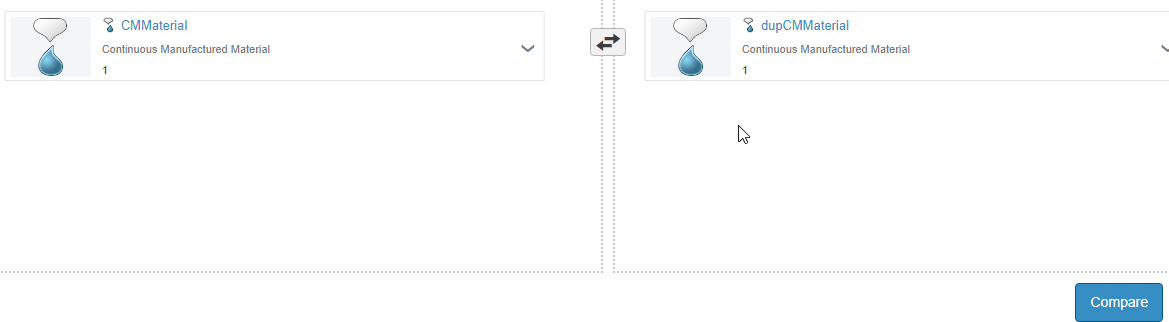 CMMaterial
Continuous Manufactured Material
1
dupCMMaterial
Continuous Manufactured Material
1
Compare